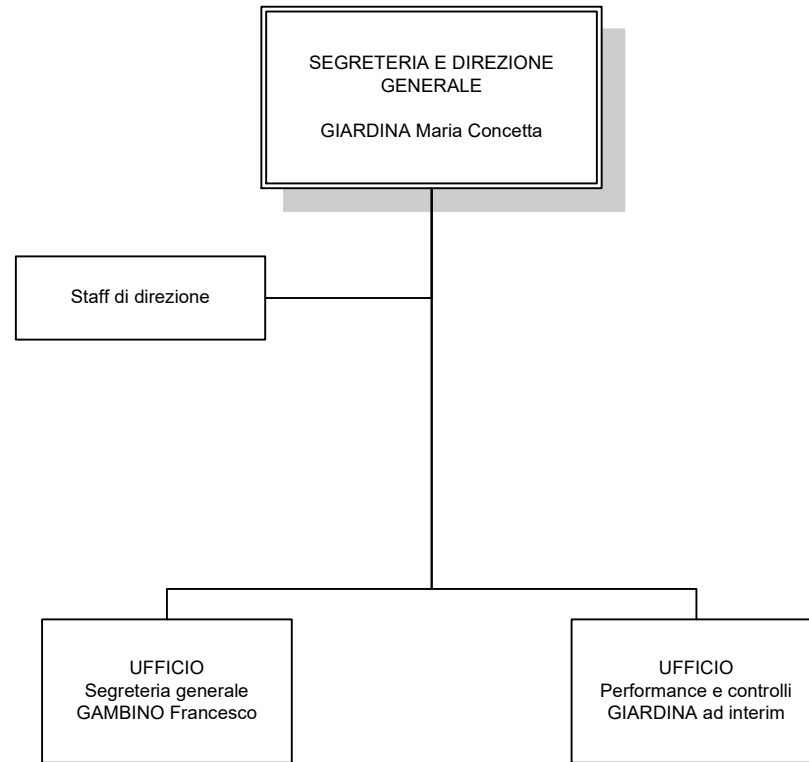 SEGRETERIA E DIREZIONE
GENERALE
GIARDINA Maria Concetta
Staff di direzione
UFFICIO
Segreteria generale
GAMBINO Francesco
UFFICIO
Performance e controlli
GIARDINA ad interim